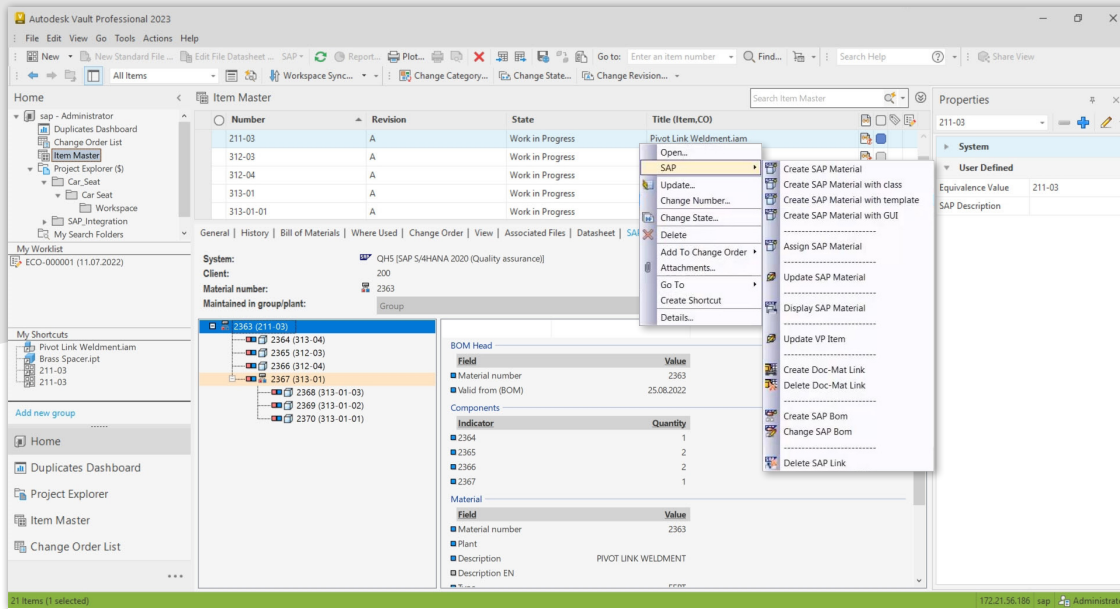 Autodesk Vault Professional 2023
File Edit View Go Tools Actions Help
New New Standard File ... Edit File Datasheet ... SAP Report... Plot... Go to: Enter an item number Find... Search Help Share View
All Items Workspace Sync... Change Category... Change State... Change Revision...
Home
sap - Administrator
Duplicates Dashboard
Change Order List
Item Master
Project Explorer ($)
Car_Seat
Car Seat
Workspace
SAP_Integration
My Search Folders
My Worklist
ECO-000001 (11.07.2022)
My Shortcuts
Pivot Link Weldment.iam
Brass Spacer.ipt
211-03
211-03
Add new group
Home
Duplicates Dashboard
Project Explorer
Item Master
Change Order List
Item Master
Search Item Master
Number Revision State Title (Item,CO)
211-03 A Work in Progress Pivot Link Weldment.iam
312-03 A Work in Progress
312-04 A Work in Progress
313-01 A Work in Progress
313-01-01 A Work in Progress
General | History | Bill of Materials | Where Used | Change Order | View | Associated Files | Datasheet |
System: QH5 [SAP S/4HANA 2020 (Quality assurance)]
Client: 200
Material number: 2363
Maintained in group/plant: Group
2363 (211-03)
2364 (313-04)
2365 (312-03)
2366 (312-04)
2367 (313-01)
2368 (313-01-03)
2369 (313-01-02)
2370 (313-01-01)
BOM Head
Field Value
Material number 2363
Valid from (BOM) 25.08.2022
Components
Indicator Quantity
2364 1
2365 2
2366 2
2367 1
Material
Field Value
Material number 2363
Plant
Description PIVOT LINK WELDMENT
Description EN
Open...
SAP
Update...
Change Number...
Change State...
Delete
Add To Change Order
Attachments...
Go To
Create Shortcut
Details...
Create SAP Material
Create SAP Material with class
Create SAP Material with template
Create SAP Material with GUI
--------------------------
Assign SAP Material
--------------------------
Update SAP Material
--------------------------
Display SAP Material
--------------------------
Update VP Item
--------------------------
Create Doc-Mat Link
Delete Doc-Mat Link
--------------------------
Create SAP Bom
Change SAP Bom
--------------------------
Delete SAP Link
Properties
211-03
System
User Defined
Equivalence Value 211-03
SAP Description
21 Items (1 selected)
172.21.56.186 sap